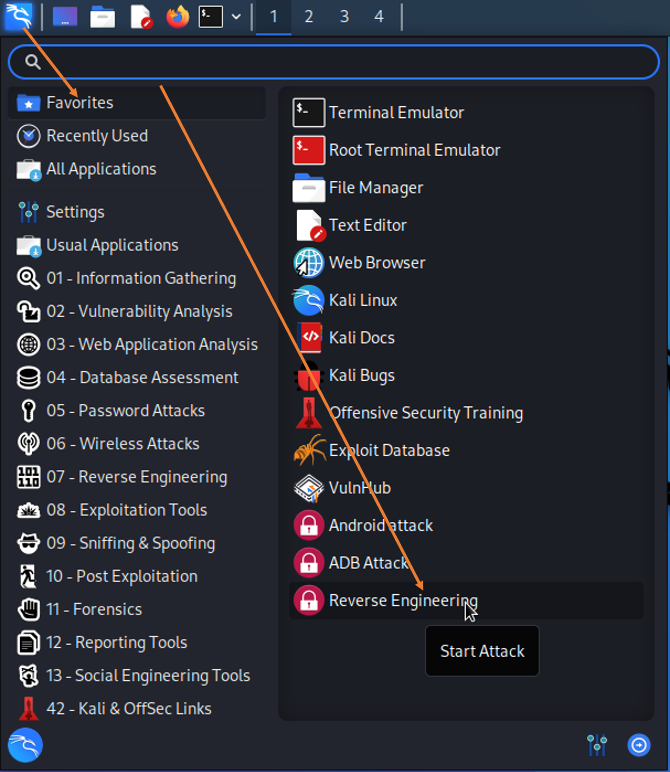 1 2 3 4
Favorites
Recently Used
All Applications
Settings
Usual Applications
01 - Information Gathering
02 - Vulnerability Analysis
03 - Web Application Analysis
04 - Database Assessment
05 - Password Attacks
06 - Wireless Attacks
07 - Reverse Engineering
08 - Exploitation Tools
09 - Sniffing & Spoofing
10 - Post Exploitation
11 - Forensics
12 - Reporting Tools
13 - Social Engineering Tools
42 - Kali & OffSec Links
Terminal Emulator
Root Terminal Emulator
File Manager
Text Editor
Web Browser
Kali Linux
Kali Docs
Kali Bugs
Offensive Security Training
Exploit Database
VulnHub
Android attack
ADB Attack
Reverse Engineering
Start Attack